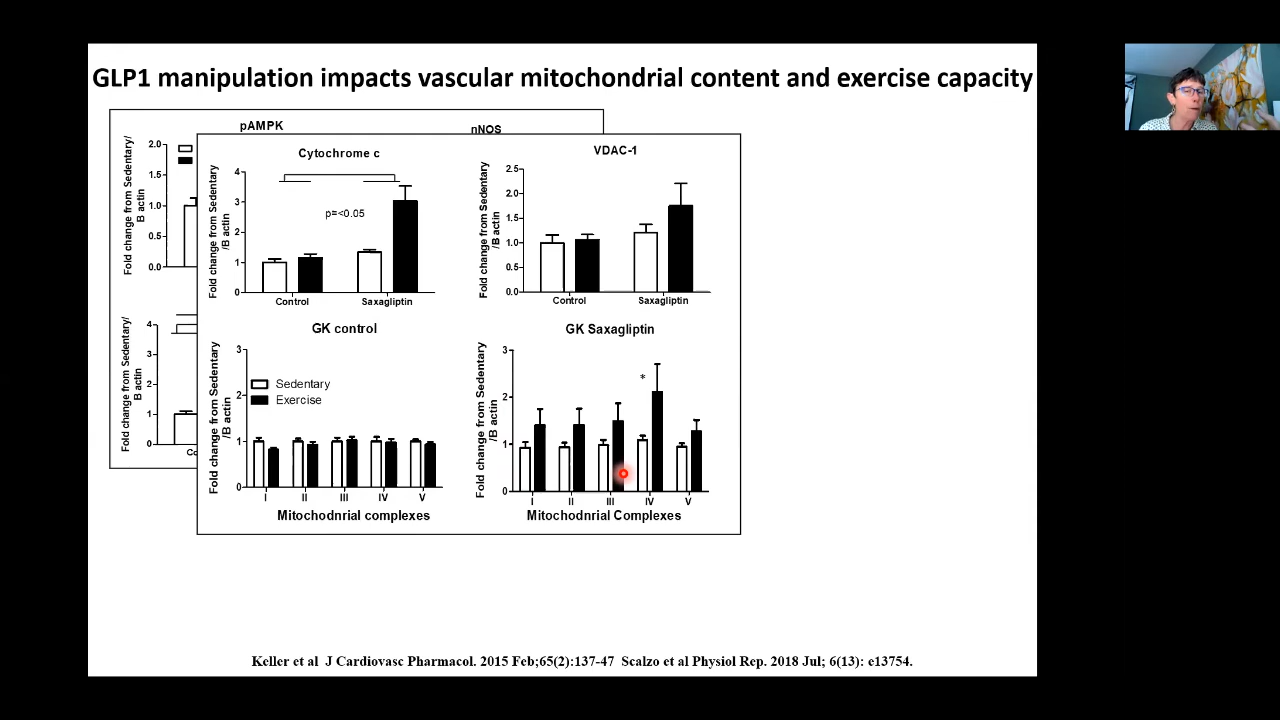 GLP1 manipulation impacts vascular mitochondrial content and exercise capacity
pAMPK
nNOS
Fold change from Sedentary/
B actin
2.0
1.5
1.0
0.5
0.0
Fold change from Sedentary/
B actin
4
3
2
1
0
Co
Cytochrome c
Fold change from Sedentary
/B actin
4
3
2
1
0
p=<0.05
Control
Saxagliptin
VDAC-1
Fold change from Sedentary
/B actin
2.5
2.0
1.5
1.0
0.5
0.0
Control
Saxagliptin
GK control
Fold change from Sedentary
/B actin
3
2
1
0
Sedentary
Exercise
I II III IV V
Mitochodnrial complexes
GK Saxagliptin
Fold change from Sedentary
/B actin
3
2
1
0
*
I II III IV V
Mitochodnrial Complexes
Keller et al J Cardiovasc Pharmacol. 2015 Feb;65(2):137-47 Scalzo et al Physiol Rep. 2018 Jul; 6(13): e13754.